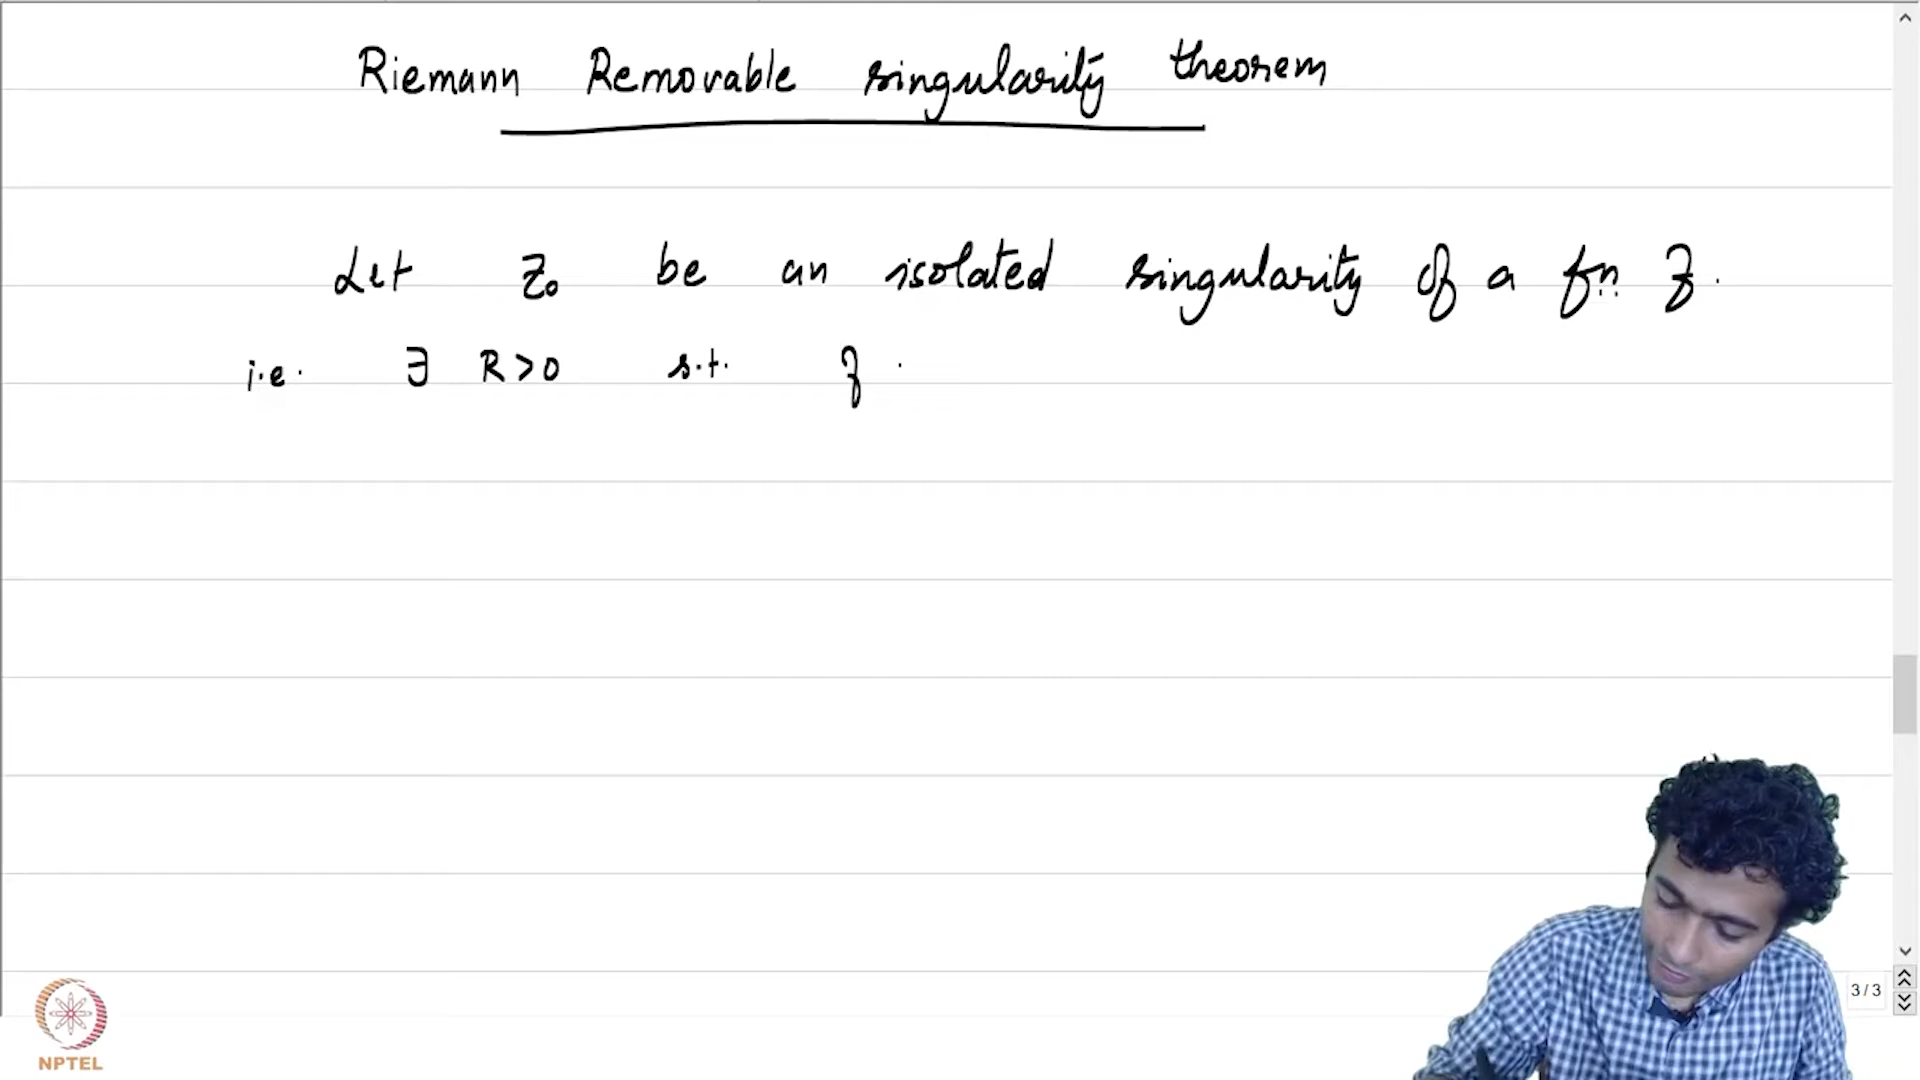 Riemann Removable singularity theorem
Let z₀ be an isolated singularity of a fn. f.
i.e. ∃ R>0 s.t. f
3 / 3
NPTEL